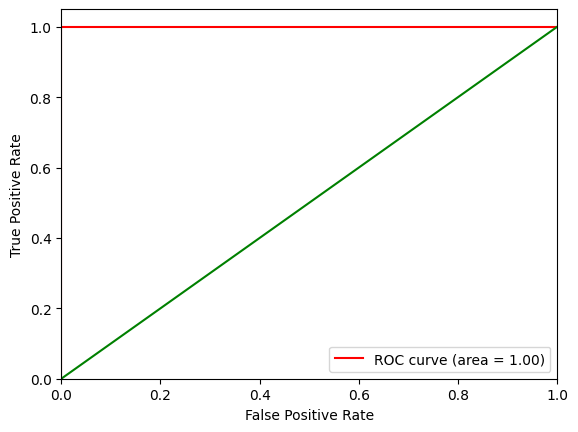 1.0
0.8
0.6
0.4
0.2
0.0
True Positive Rate
ROC curve (area = 1.00)
0.0 0.2 0.4 0.6 0.8 1.0
False Positive Rate